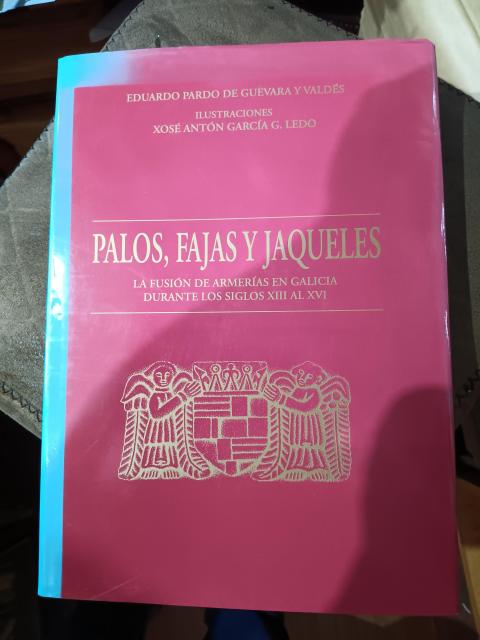 EDUARDO PARDO DE GUEVARA Y VALDÉS
ILUSTRACIONES
XOSÉ ANTÓN GARCÍA G. LEDO
PALOS, FAJAS Y JAQUELES
LA FUSIÓN DE ARMERÍAS EN GALICIA
DURANTE LOS SIGLOS XIII AL XVI